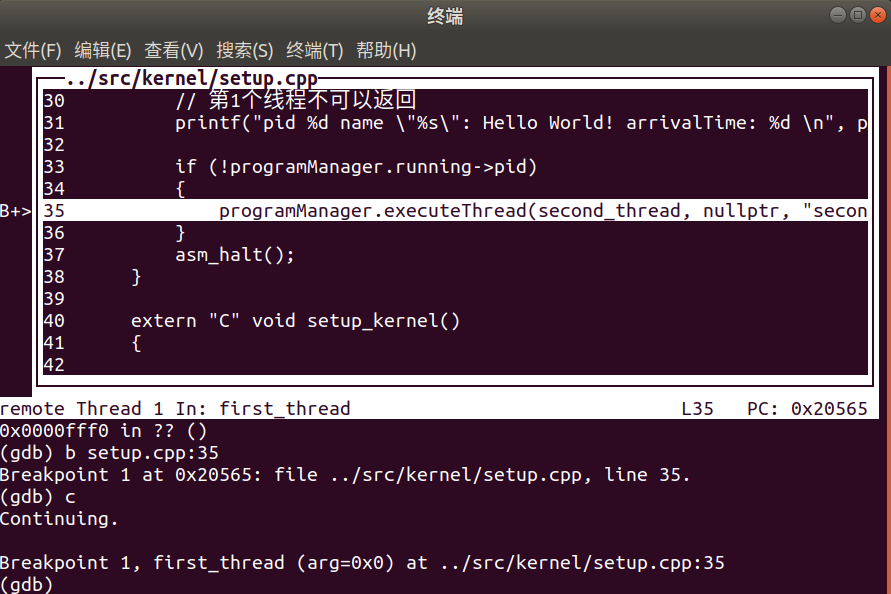 终端
文件(F) 编辑(E) 查看(V) 搜索(S) 终端(T) 帮助(H)
../src/kernel/setup.cpp
30 // 第1个线程不可以返回
31 printf("pid %d name \"%s\": Hello World! arrivalTime: %d \n", p
32
33 if (!programManager.running->pid)
34 {
B+> 35 programManager.executeThread(second_thread, nullptr, "secon
36 }
37 asm_halt();
38 }
39
40 extern "C" void setup_kernel()
41 {
42
remote Thread 1 In: first_thread L35 PC: 0x20565
0x0000fff0 in ?? ()
(gdb) b setup.cpp:35
Breakpoint 1 at 0x20565: file ../src/kernel/setup.cpp, line 35.
(gdb) c
Continuing.
Breakpoint 1, first_thread (arg=0x0) at ../src/kernel/setup.cpp:35
(gdb)